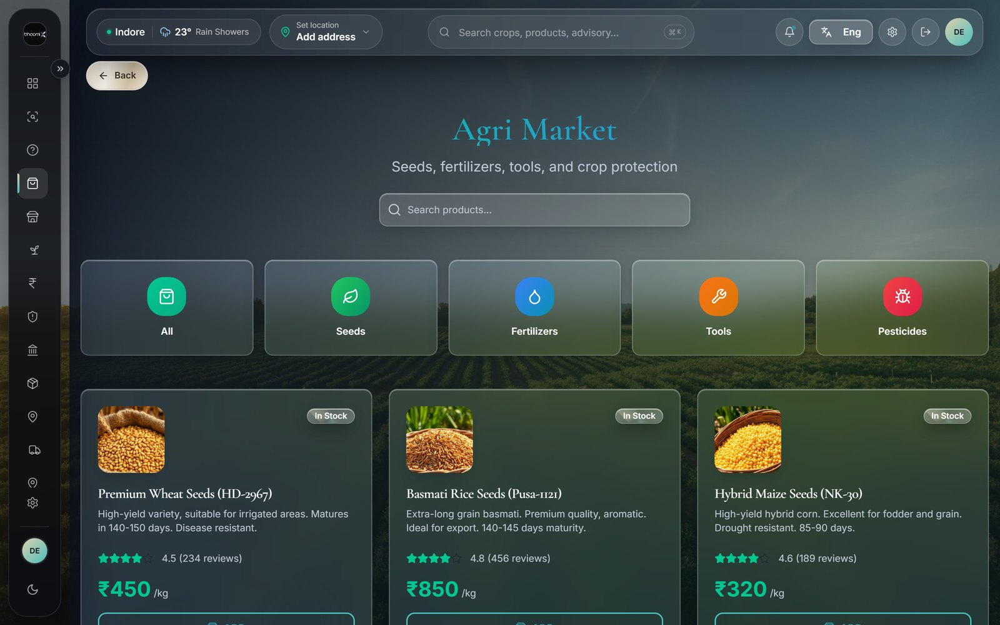 bhoomiX
Indore
23°
Rain Showers
Set location
Add address
Search crops, products, advisory...
⌘ K
Eng
DE
Back
Agri Market
Seeds, fertilizers, tools, and crop protection
Search products...
All
Seeds
Fertilizers
Tools
Pesticides
In Stock
Premium Wheat Seeds (HD-2967)
High-yield variety, suitable for irrigated areas. Matures
in 140-150 days. Disease resistant.
4.5 (234 reviews)
₹450 /kg
In Stock
Basmati Rice Seeds (Pusa-1121)
Extra-long grain basmati. Premium quality, aromatic.
Ideal for export. 140-145 days maturity.
4.8 (456 reviews)
₹850 /kg
In Stock
Hybrid Maize Seeds (NK-30)
High-yield hybrid corn. Excellent for fodder and grain.
Drought resistant. 85-90 days.
4.6 (189 reviews)
₹320 /kg
DE